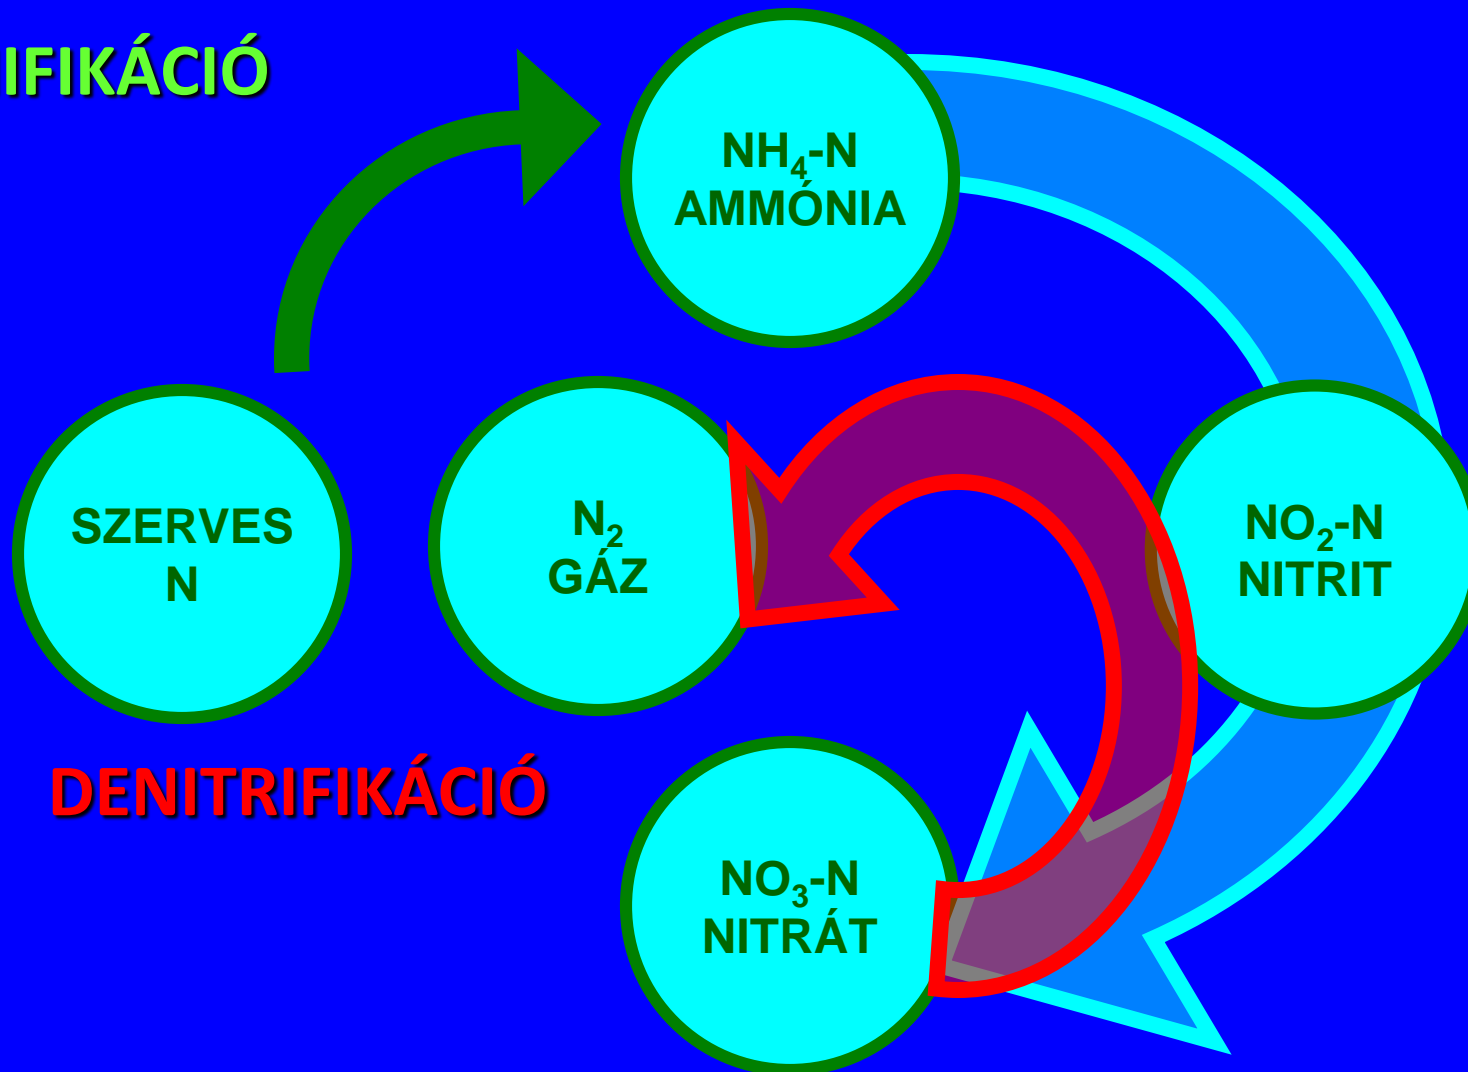 IFIKÁCIÓ
NH₄-N
AMMÓNIA
SZERVES
N
N₂
GÁZ
NO₂-N
NITRIT
DENITRIFIKÁCIÓ
NO₃-N
NITRÁT